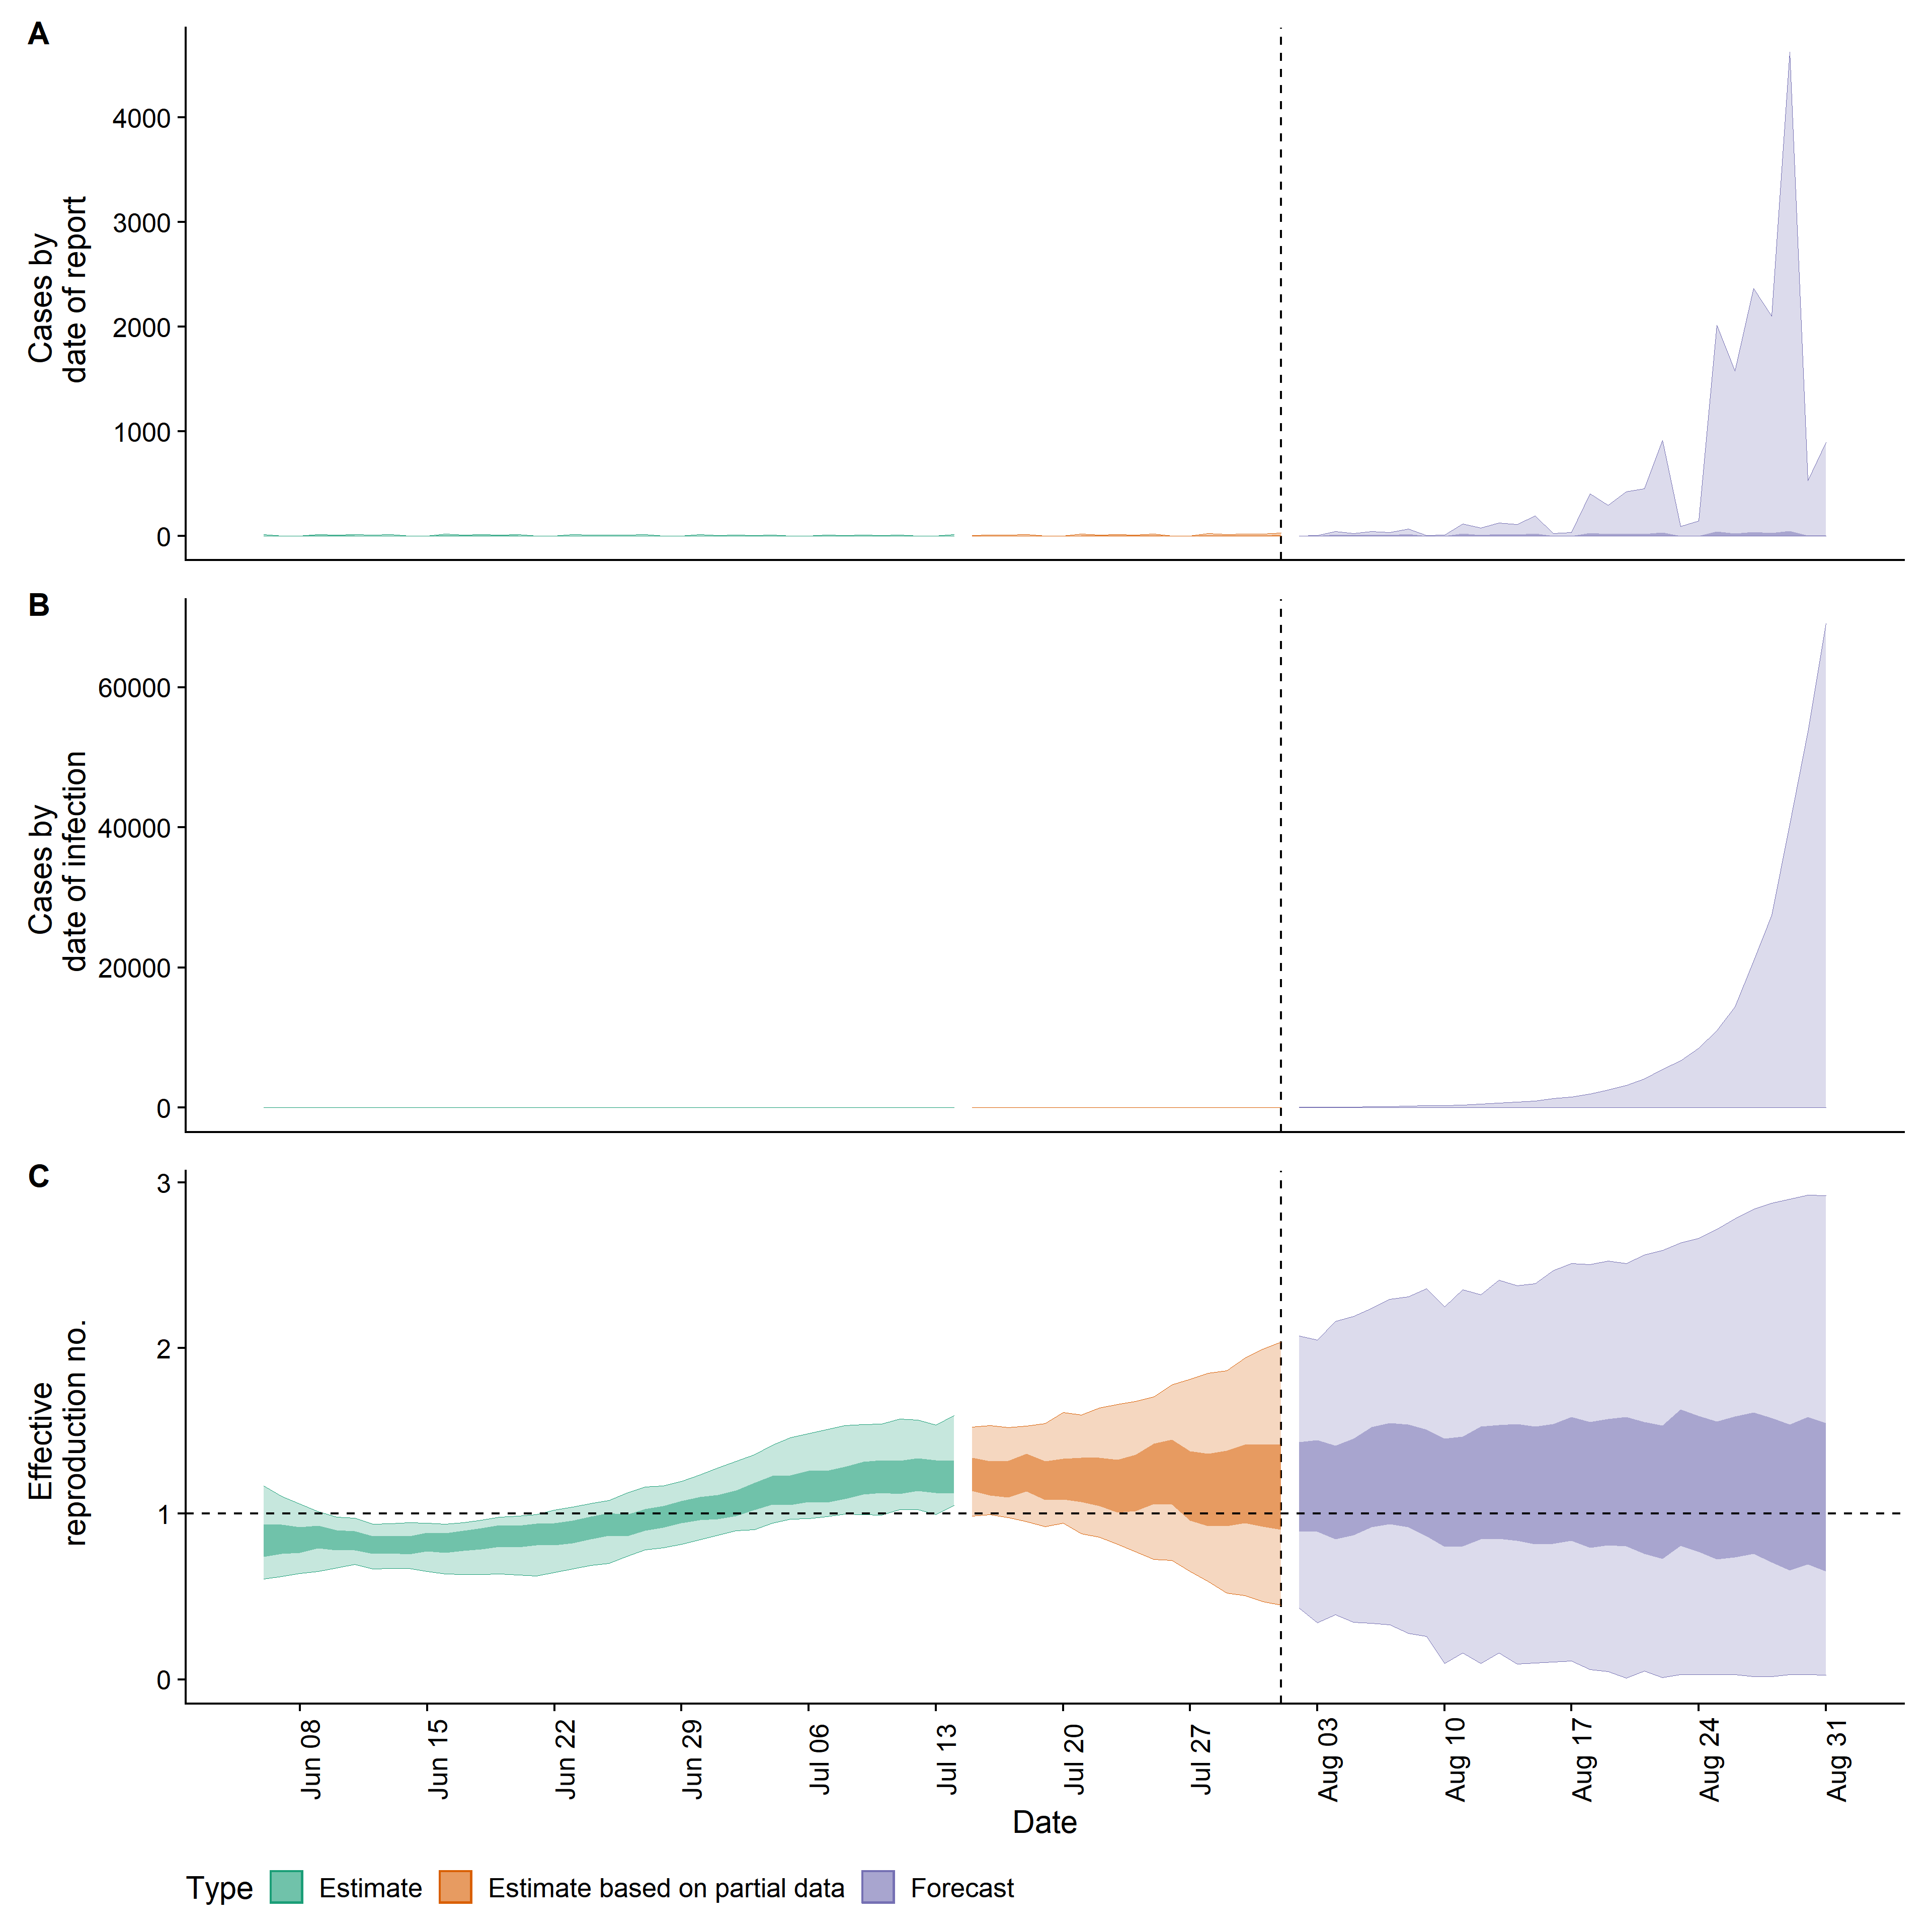 A
Cases by
date of report
4000
3000
2000
1000
0
B
Cases by
date of infection
60000
40000
20000
0
C
Effective
reproduction no.
3
2
1
0
Jun 08
Jun 15
Jun 22
Jun 29
Jul 06
Jul 13
Jul 20
Jul 27
Aug 03
Aug 10
Aug 17
Aug 24
Aug 31
Date
Type Estimate Estimate based on partial data Forecast